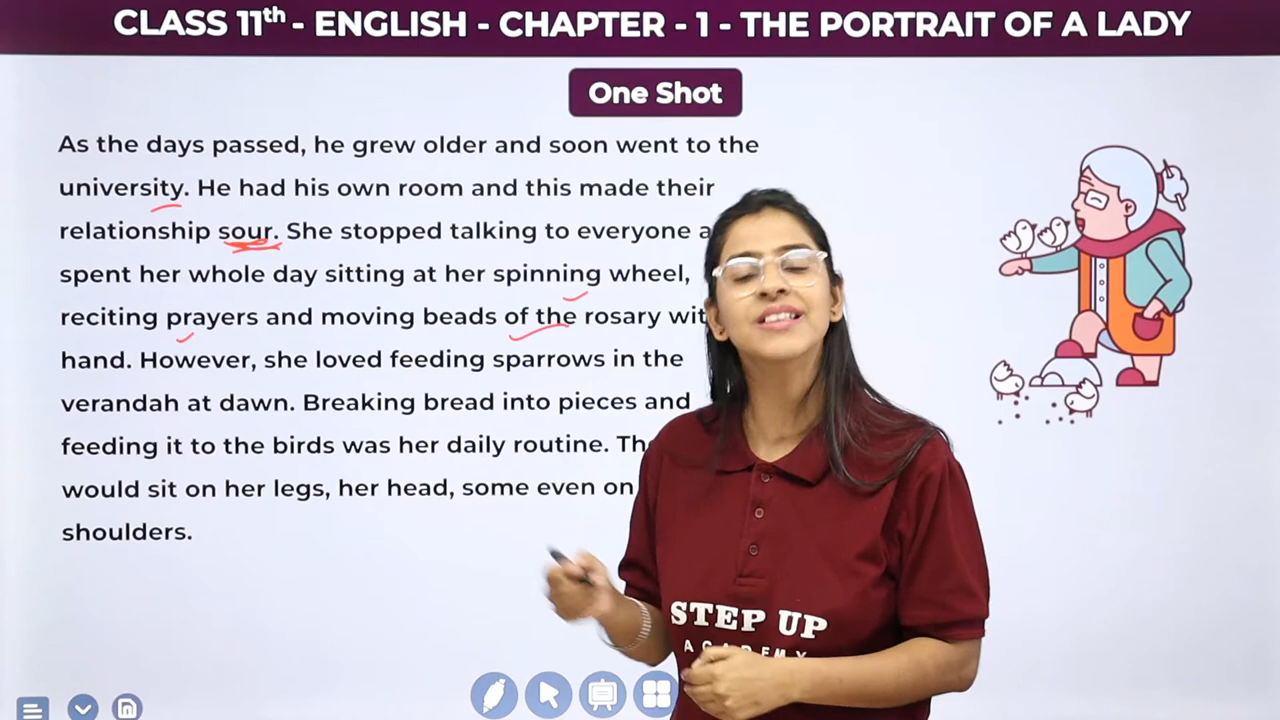 CLASS 11th - ENGLISH - CHAPTER - 1 - THE PORTRAIT OF A LADY
One Shot
As the days passed, he grew older and soon went to the
university. He had his own room and this made their
relationship sour. She stopped talking to everyone
spent her whole day sitting at her spinning wheel,
reciting prayers and moving beads of the rosary
hand. However, she loved feeding sparrows in the
verandah at dawn. Breaking bread into pieces and
feeding it to the birds was her daily routine.
would sit on her legs, her head, some even on
shoulders.
STEP UP
ACADEMY